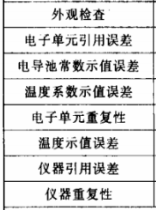 外观检查
电子单元引用误差
电导池常数示值误差
温度系数示值误差
电子单元重复性
温度示值误差
仪器引用误差
仪器重复性